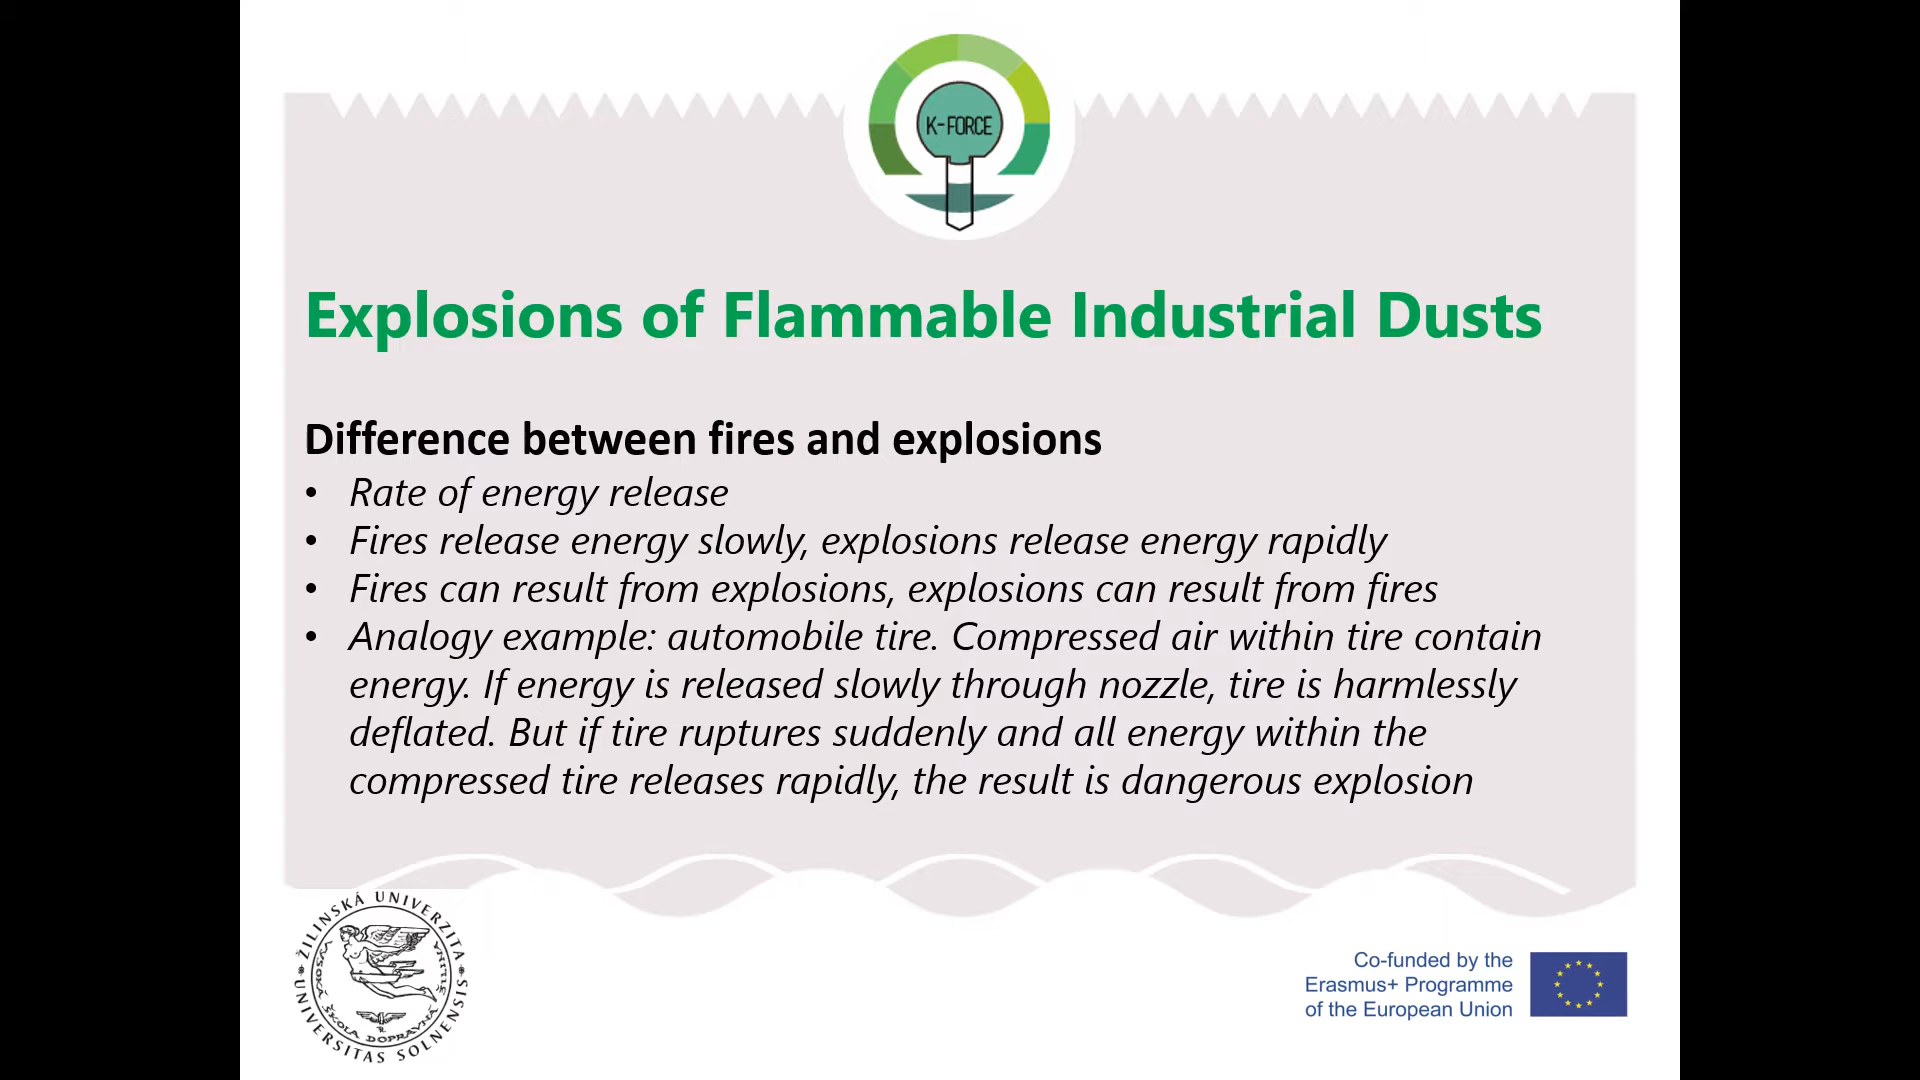 K-FORCE
Explosions of Flammable Industrial Dusts
Difference between fires and explosions
• Rate of energy release
• Fires release energy slowly, explosions release energy rapidly
• Fires can result from explosions, explosions can result from fires
• Analogy example: automobile tire. Compressed air within tire contain
energy. If energy is released slowly through nozzle, tire is harmlessly
deflated. But if tire ruptures suddenly and all energy within the
compressed tire releases rapidly, the result is dangerous explosion
ŽILINSKÁ UNIVERZITA
UNIVERSITAS SOLNENSIS
VYSOKÁ ŠKOLA DOPRAVNÁ
Co-funded by the
Erasmus+ Programme
of the European Union